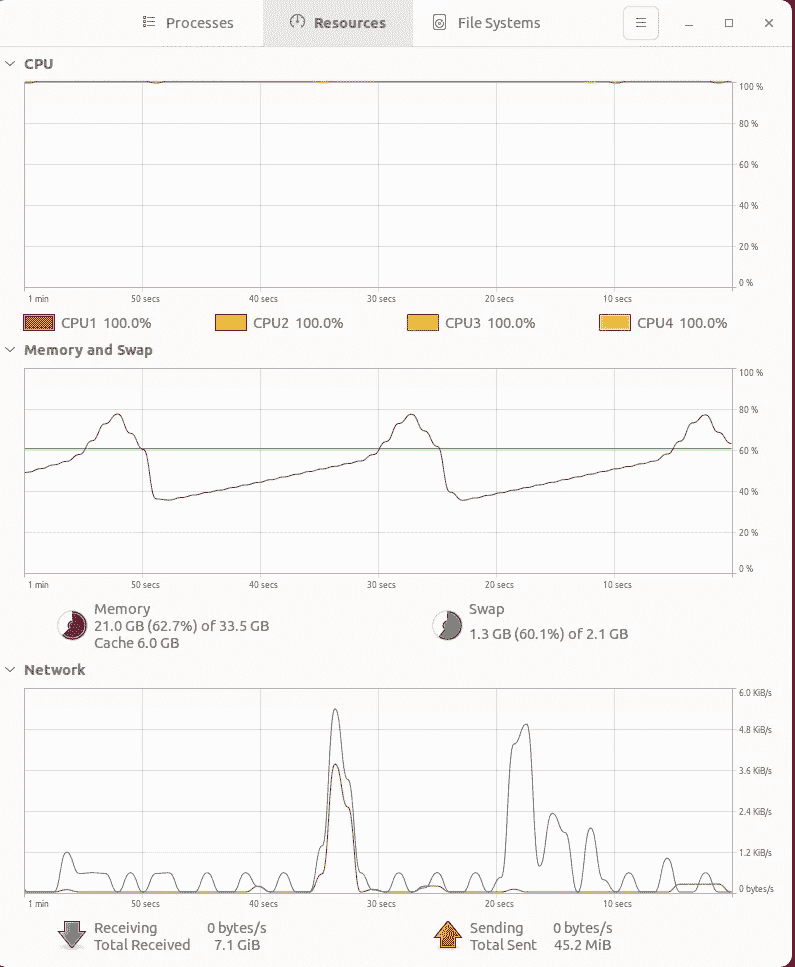 Processes Resources File Systems
CPU
100 %
80 %
60 %
40 %
20 %
0 %
1 min 50 secs 40 secs 30 secs 20 secs 10 secs
CPU1 100.0% CPU2 100.0% CPU3 100.0% CPU4 100.0%
Memory and Swap
100 %
80 %
60 %
40 %
20 %
0 %
1 min 50 secs 40 secs 30 secs 20 secs 10 secs
Memory
21.0 GB (62.7%) of 33.5 GB
Cache 6.0 GB
Swap
1.3 GB (60.1%) of 2.1 GB
Network
6.0 KiB/s
4.8 KiB/s
3.6 KiB/s
2.4 KiB/s
1.2 KiB/s
0 bytes/s
1 min 50 secs 40 secs 30 secs 20 secs 10 secs
Receiving 0 bytes/s
Total Received 7.1 GiB
Sending 0 bytes/s
Total Sent 45.2 MiB